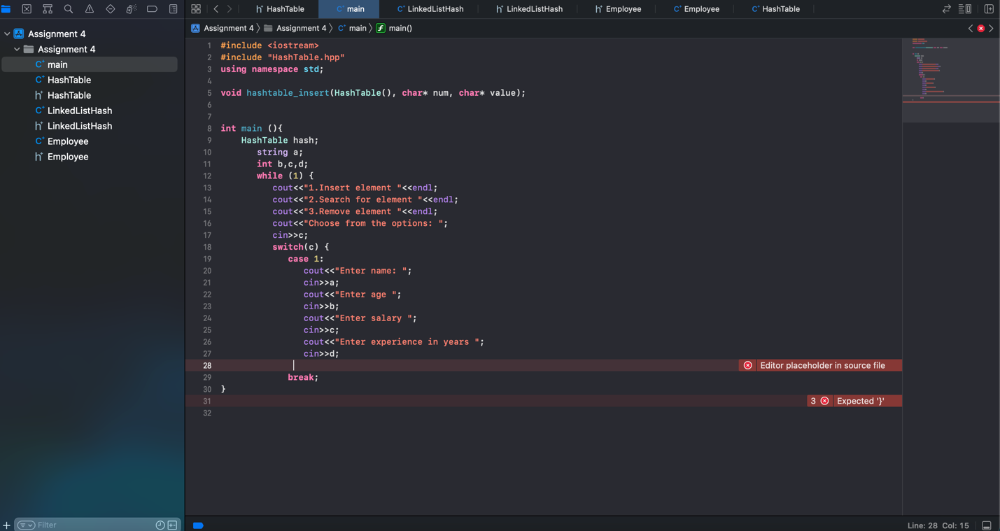 HashTable
main
LinkedListHash
LinkedListHash
Employee
Employee
HashTable
Assignment 4
Assignment 4
main
HashTable
HashTable
LinkedListHash
LinkedListHash
Employee
Employee
Filter
Assignment 4 Assignment 4 main main()
1 #include <iostream>
2 #include "HashTable.hpp"
3 using namespace std;
4
5 void hashtable_insert(HashTable(), char* num, char* value);
6
7
8 int main (){
9 HashTable hash;
10 string a;
11 int b,c,d;
12 while (1) {
13 cout<<"1.Insert element "<<endl;
14 cout<<"2.Search for element "<<endl;
15 cout<<"3.Remove element "<<endl;
16 cout<<"Choose from the options: ";
17 cin>>c;
18 switch(c) {
19 case 1:
20 cout<<"Enter name: ";
21 cin>>a;
22 cout<<"Enter age ";
23 cin>>b;
24 cout<<"Enter salary ";
25 cin>>c;
26 cout<<"Enter experience in years ";
27 cin>>d;
28 Editor placeholder in source file
29 break;
30 }
31 3 Expected '}'
32
Line: 28 Col: 15